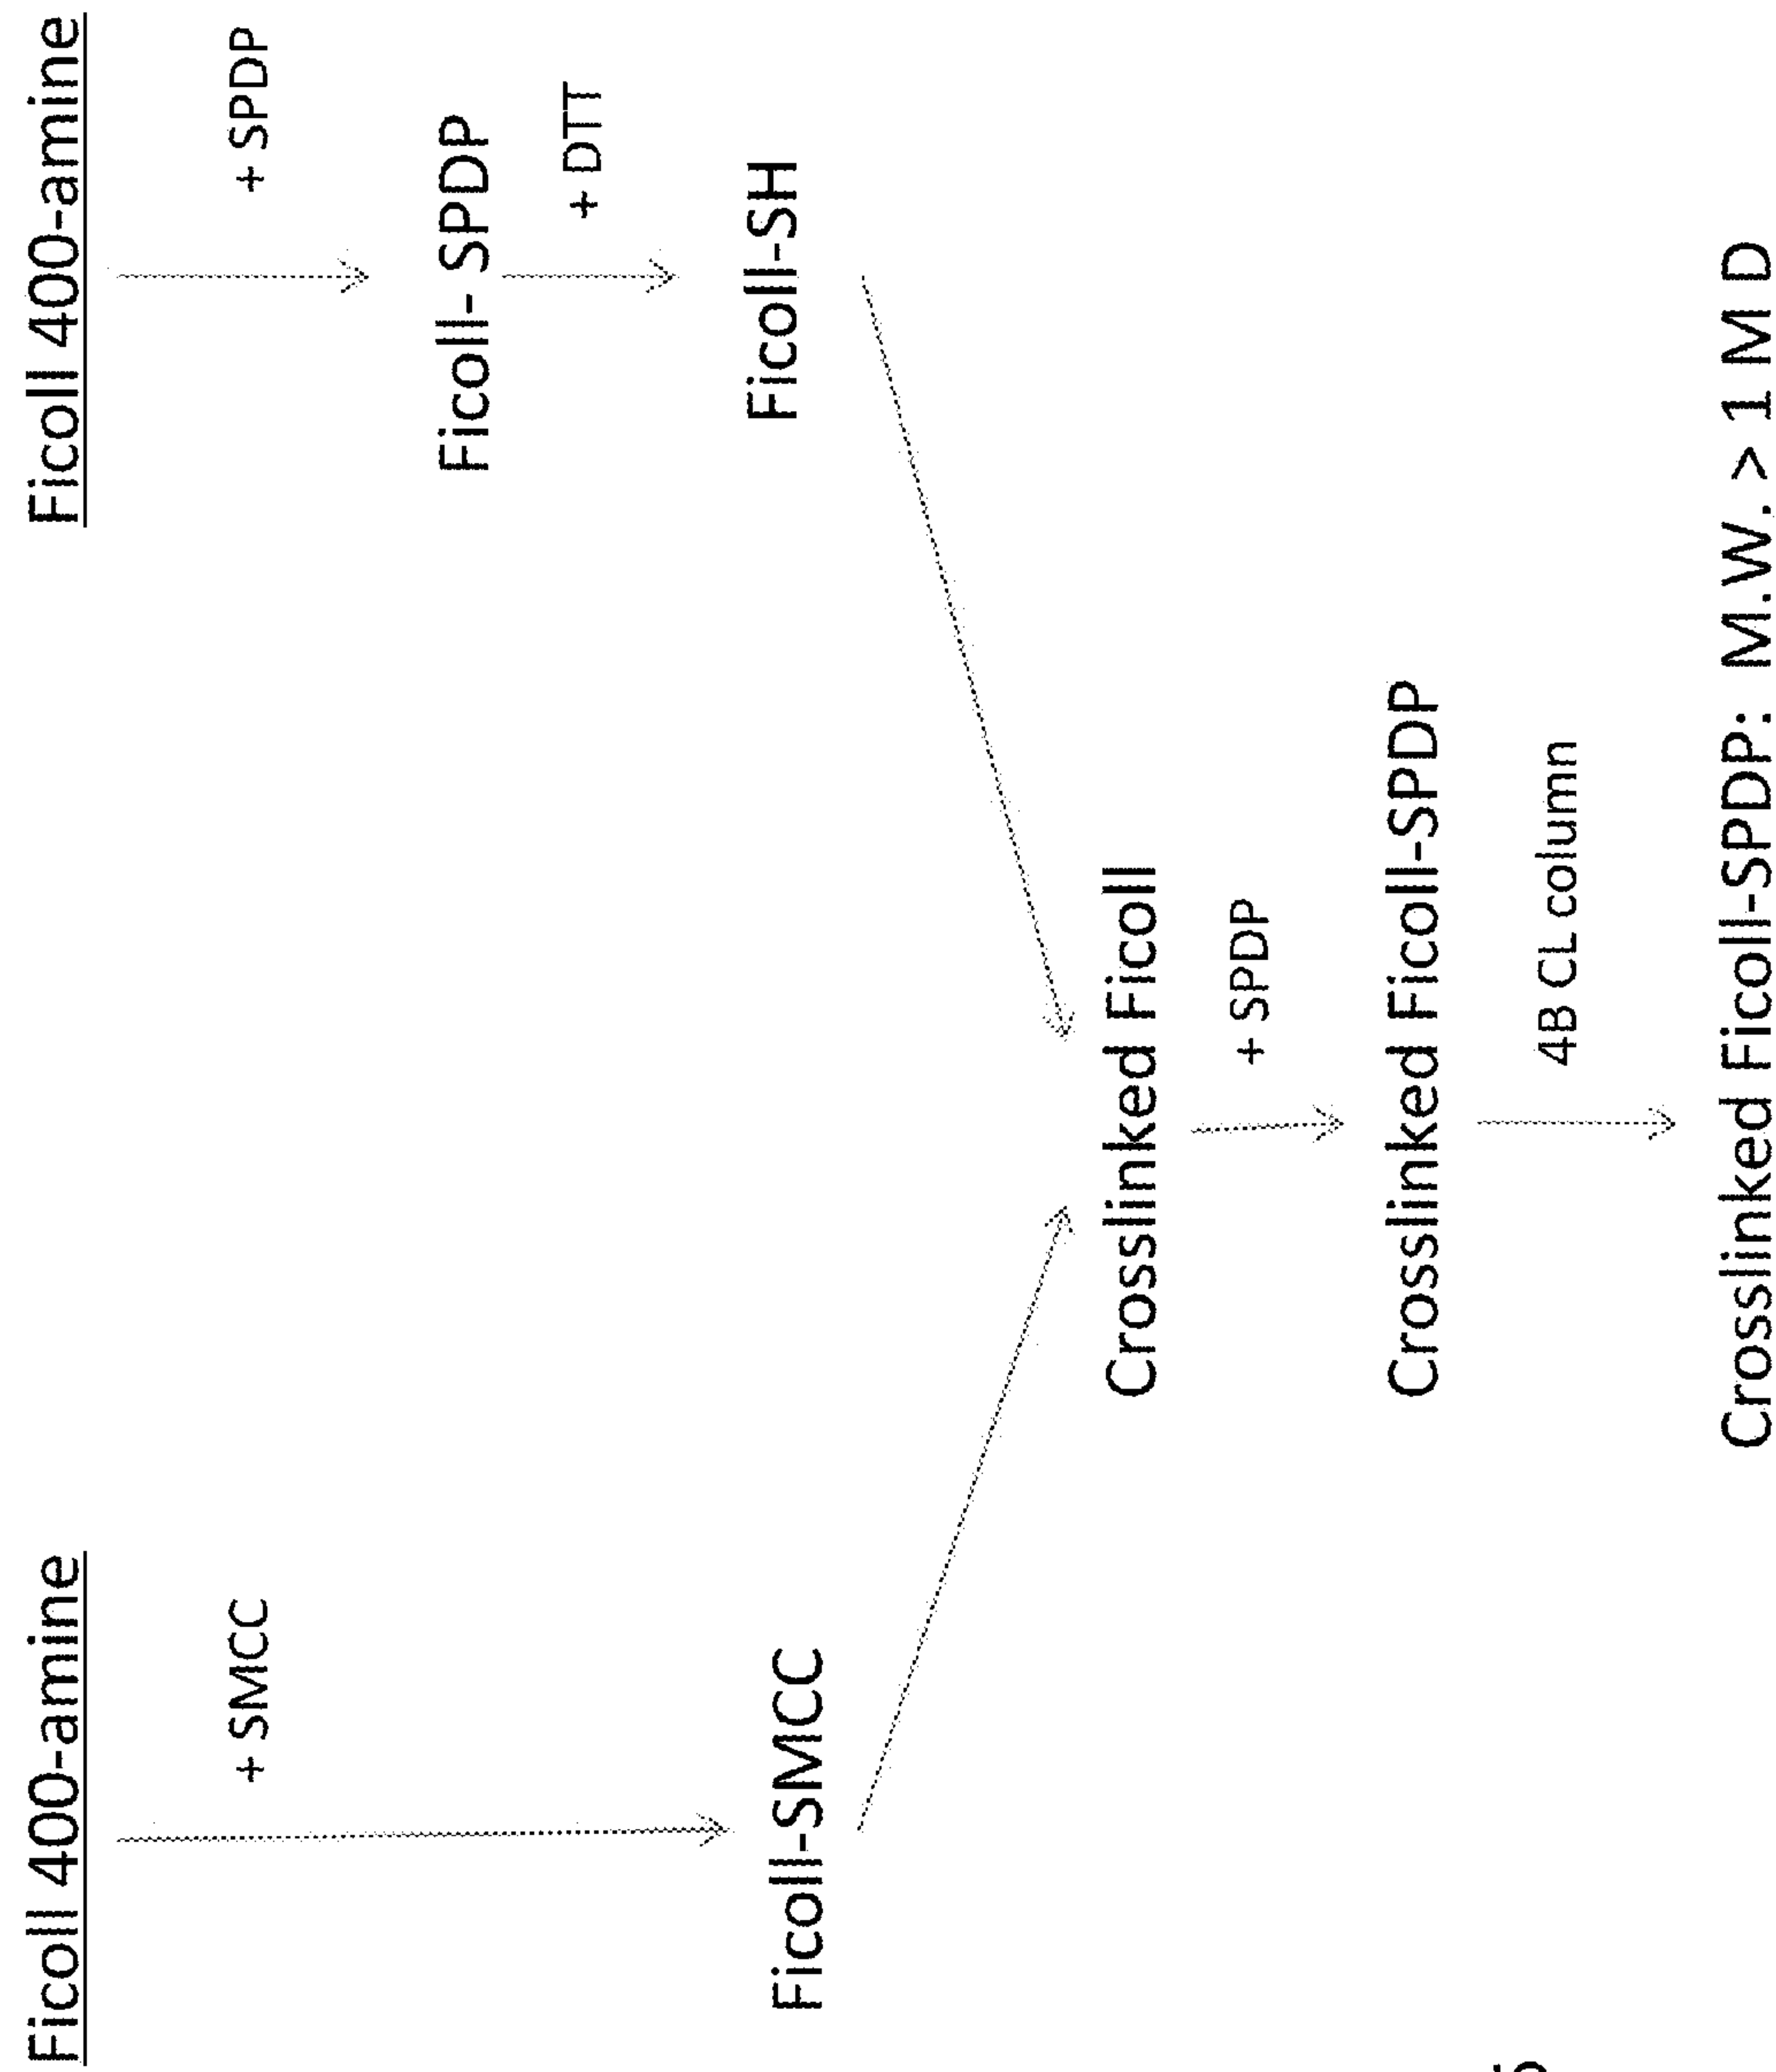 Ficoll 400-amine
+ SMCC
Ficoll-SMCC
Ficoll 400-amine
+ SPDP
Ficoll- SPDP
+ DTT
Ficoll-SH
Crosslinked Ficoll
+ SPDP
Crosslinked Ficoll-SPDP
4B CL column
Crosslinked Ficoll-SPDP: M.W. > 1 M D